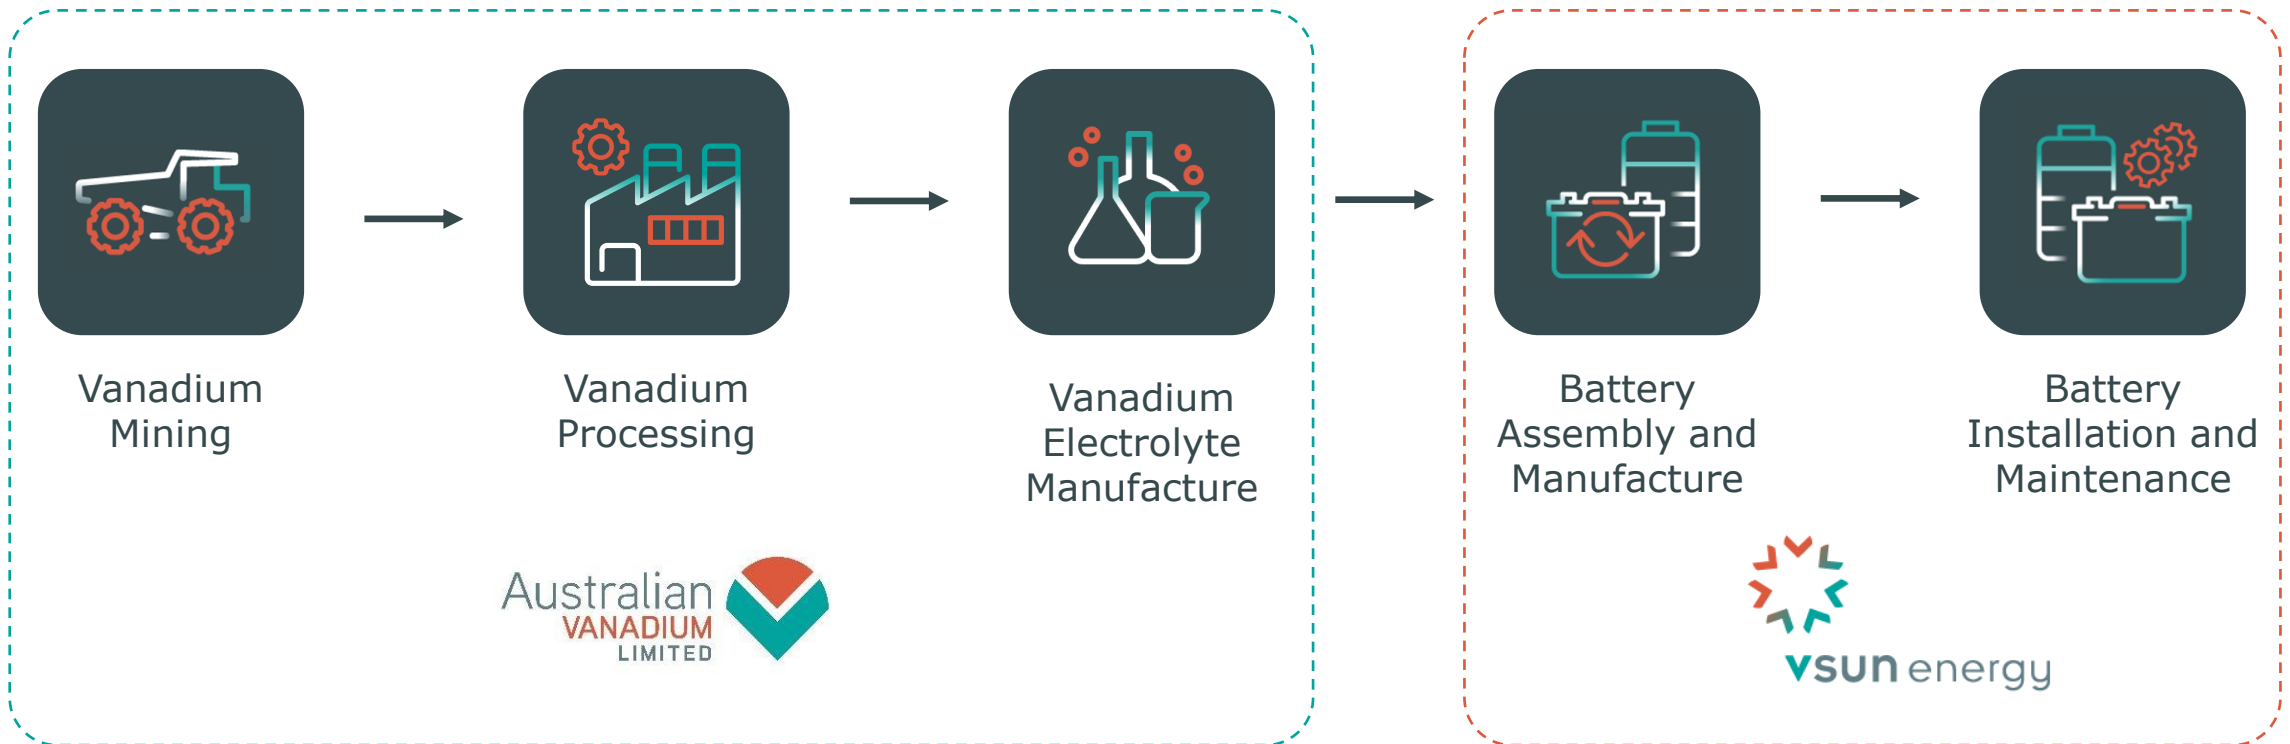 Vanadium
Mining
Vanadium
Processing
Vanadium
Electrolyte
Manufacture
Battery
Assembly and
Manufacture
Battery
Installation and
Maintenance
Australian
VANADIUM
LIMITED
vsun energy